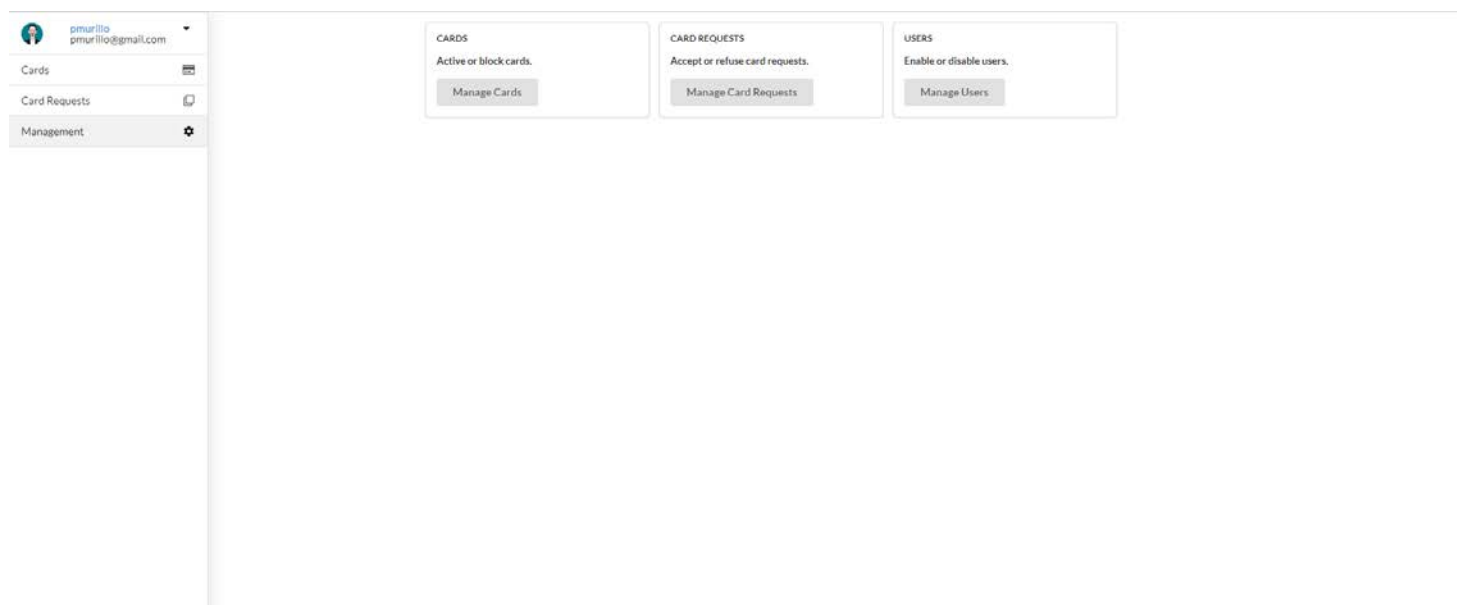 pmurillo
pmurillo@gmail.com
Cards
Card Requests
Management
CARDS
Active or block cards.
Manage Cards
CARD REQUESTS
Accept or refuse card requests.
Manage Card Requests
USERS
Enable or disable users.
Manage Users